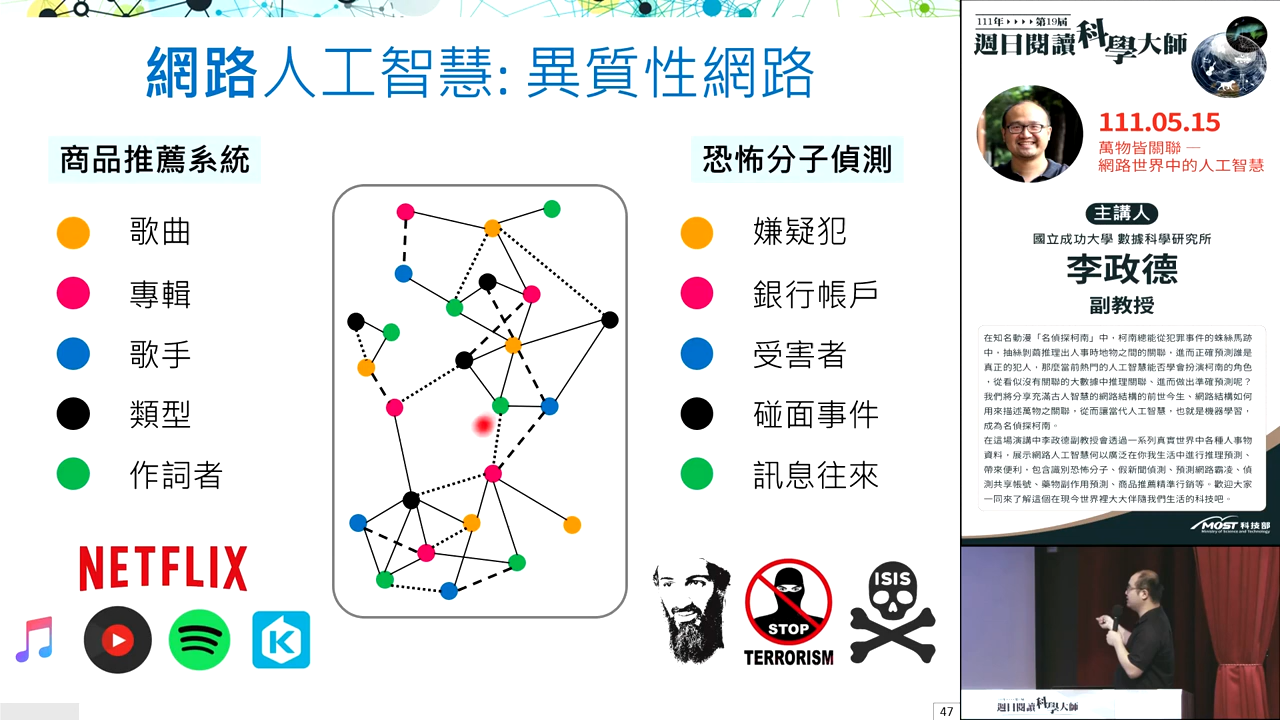 網路人工智慧: 異質性網路
商品推薦系統
歌曲
專輯
歌手
類型
作詞者
NETFLIX
恐怖分子偵測
嫌疑犯
銀行帳戶
受害者
碰面事件
訊息往來
STOP
TERRORISM
ISIS
47
111年 第19屆
週日閱讀科學大師
111.05.15
萬物皆關聯 —
網路世界中的人工智慧
主講人
國立成功大學 數據科學研究所
李政德
副教授
在知名動漫「名偵探柯南」中，柯南總能從犯罪事件的蛛絲馬跡
中，抽絲剝繭推理出人事時地物之間的關聯，進而正確預測誰是
真正的犯人，那麼當前熱門的人工智慧能否學會扮演柯南的角色
，從看似沒有關聯的大數據中推理關聯、進而做出準確預測呢？
我們將分享充滿古人智慧的網路結構的前世今生、網路結構如何
用來描述萬物之關聯，從而讓當代人工智慧，也就是機器學習，
成為名偵探柯南。
在這場演講中李政德副教授會透過一系列真實世界中各種人事物
資料，展示網路人工智慧何以廣泛在你我生活中進行推理預測、
帶來便利，包含識別恐怖分子、假新聞偵測、預測網路霸凌、偵
測共享帳號、藥物副作用預測、商品推薦精準行銷等。歡迎大家
一同來了解這個在現今世界裡大大伴隨我們生活的科技吧。
MOST 科技部
Ministry of Science and Technology
週日閱讀科學大師